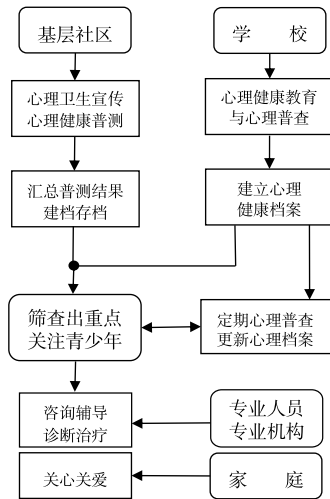 基层社区
学 校
心理卫生宣传
心理健康普测
心理健康教育
与心理普查
汇总普测结果
建档存档
建立心理
健康档案
筛查出重点
关注青少年
定期心理普查
更新心理档案
咨询辅导
诊断治疗
专业人员
专业机构
关心关爱
家 庭